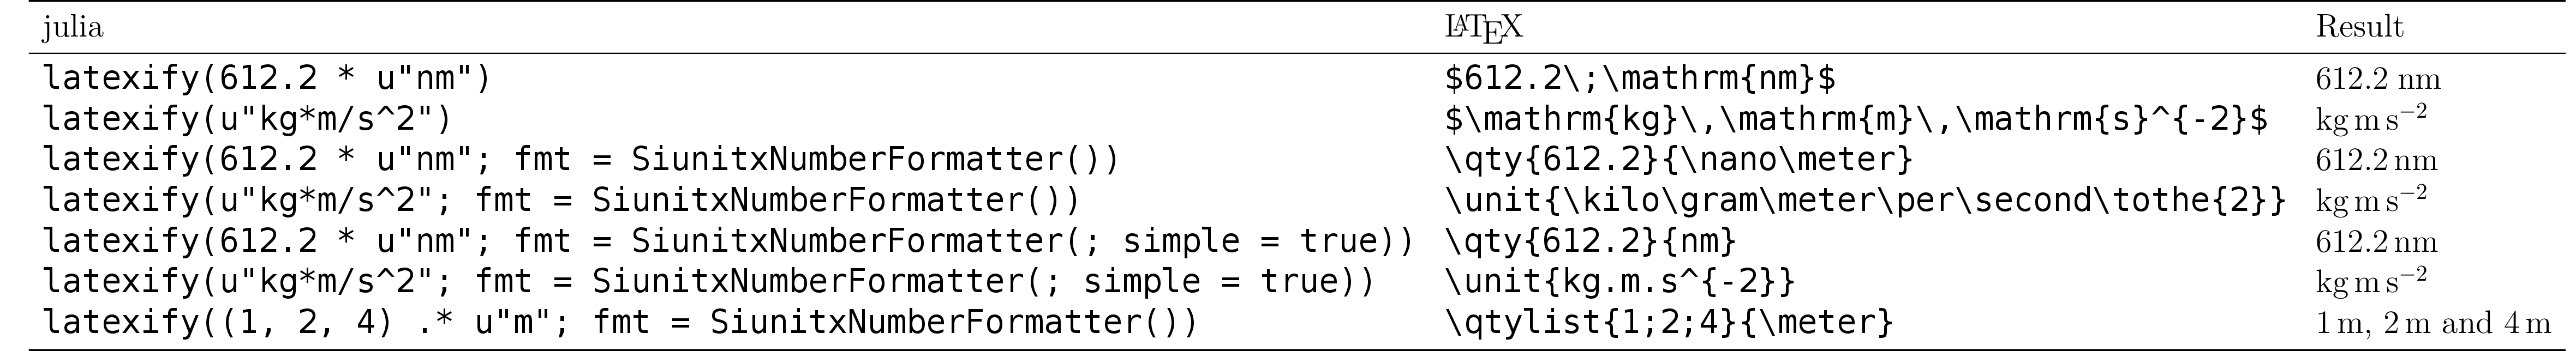 julia LATEX Result
latexify(612.2 * u"nm") $612.2\;\mathrm{nm}$ 612.2 nm
latexify(u"kg*m/s^2") $\mathrm{kg}\,\mathrm{m}\,\mathrm{s}^{-2}$ kg m s⁻²
latexify(612.2 * u"nm"; fmt = SiunitxNumberFormatter()) \qty{612.2}{\nano\meter} 612.2 nm
latexify(u"kg*m/s^2"; fmt = SiunitxNumberFormatter()) \unit{\kilo\gram\meter\per\second\tothe{2}} kg m s⁻²
latexify(612.2 * u"nm"; fmt = SiunitxNumberFormatter(; simple = true)) \qty{612.2}{nm} 612.2 nm
latexify(u"kg*m/s^2"; fmt = SiunitxNumberFormatter(; simple = true)) \unit{kg.m.s^{-2}} kg m s⁻²
latexify((1, 2, 4) .* u"m"; fmt = SiunitxNumberFormatter()) \qtylist{1;2;4}{\meter} 1 m, 2 m and 4 m